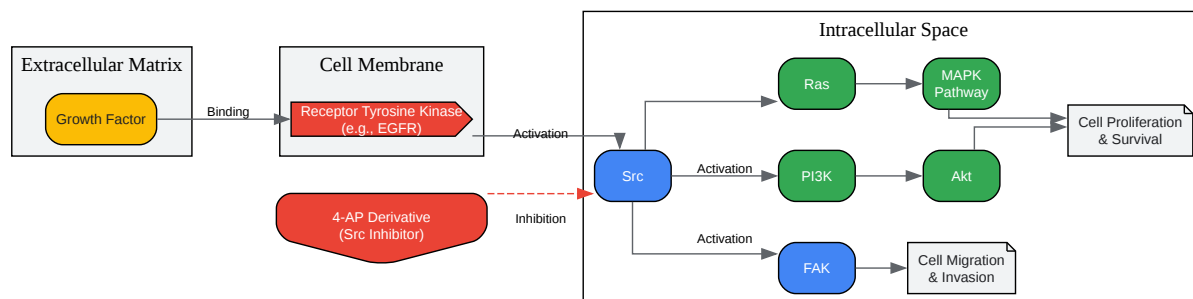 Intracellular Space
Extracellular Matrix
Cell Membrane
Growth Factor
Binding
Receptor Tyrosine Kinase
(e.g., EGFR)
Activation
4-AP Derivative
(Src Inhibitor)
Inhibition
Src
Ras
MAPK
Pathway
Activation
PI3K
Akt
Cell Proliferation
& Survival
Activation
FAK
Cell Migration
& Invasion